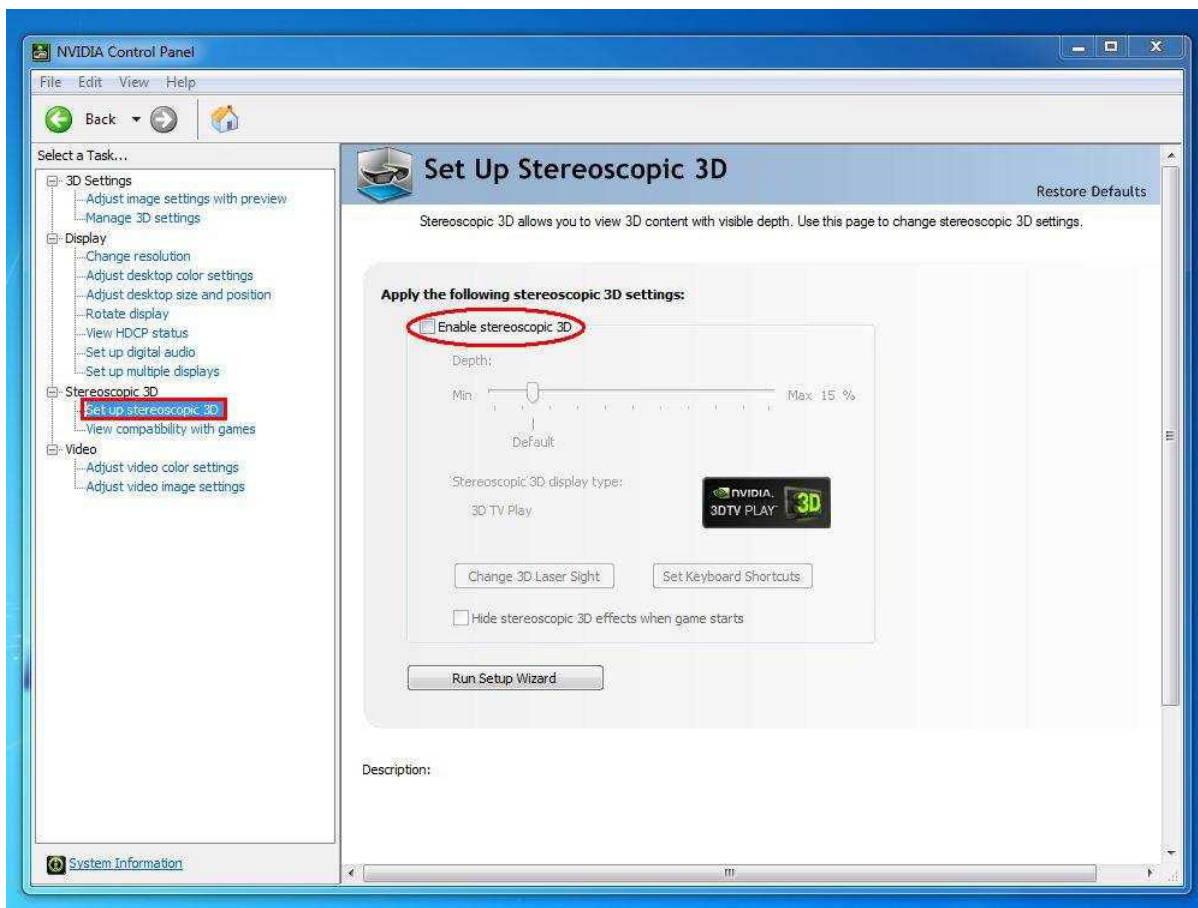 NVIDIA Control Panel
File Edit View Help
Back
Select a Task...
3D Settings
Adjust image settings with preview
Manage 3D settings
Display
Change resolution
Adjust desktop color settings
Adjust desktop size and position
Rotate display
View HDCP status
Set up digital audio
Set up multiple displays
Stereoscopic 3D
Set up stereoscopic 3D
View compatibility with games
Video
Adjust video color settings
Adjust video image settings
System Information
Set Up Stereoscopic 3D
Restore Defaults
Stereoscopic 3D allows you to view 3D content with visible depth. Use this page to change stereoscopic 3D settings.
Apply the following stereoscopic 3D settings:
Enable stereoscopic 3D
Depth:
Min Max 15 %
Default
Stereoscopic 3D display type:
3D TV Play
NVIDIA.
3DTV PLAY™ 3D
Change 3D Laser Sight Set Keyboard Shortcuts
Hide stereoscopic 3D effects when game starts
Run Setup Wizard
Description: